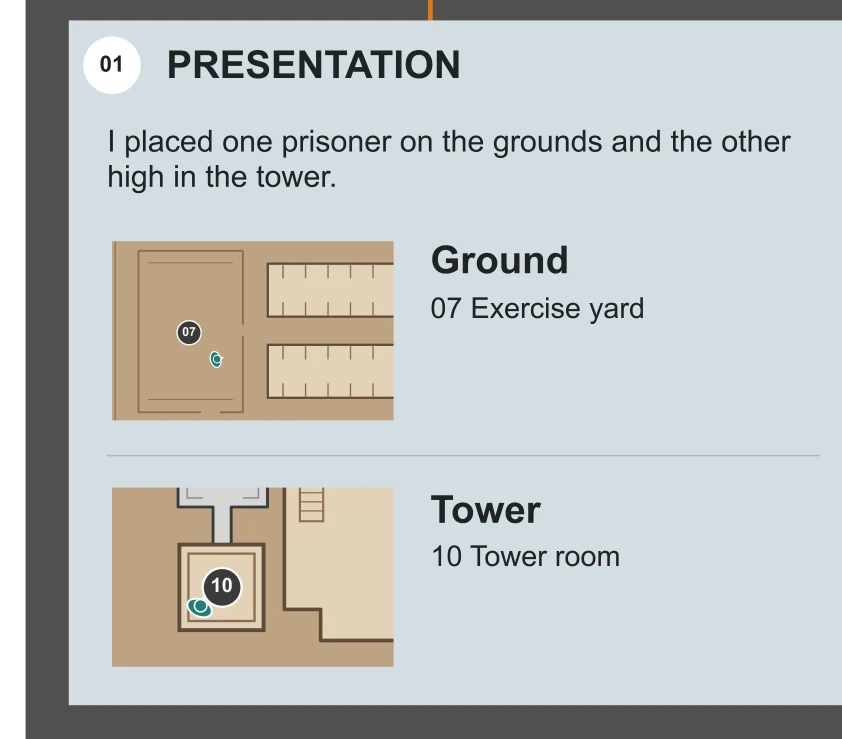 01
PRESENTATION
I placed one prisoner on the grounds and the other
high in the tower.
07
Ground
07 Exercise yard
10
Tower
10 Tower room